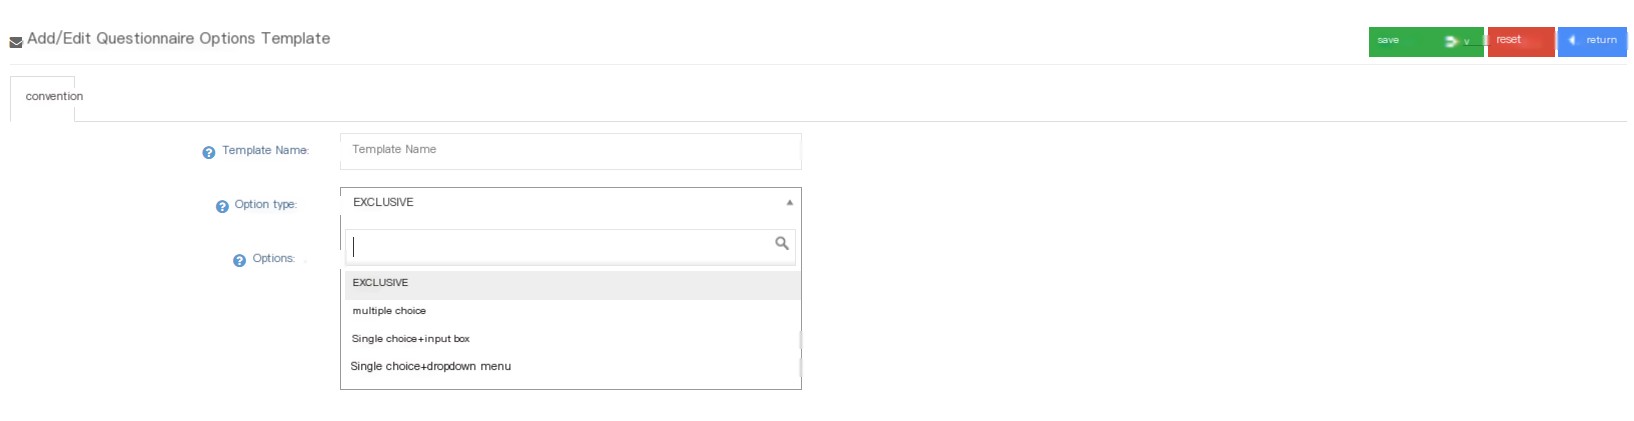 Add/Edit Questionnaire Options Template
save
v
reset
return
convention
Template Name:
Template Name
Option type:
EXCLUSIVE
Options:
EXCLUSIVE
multiple choice
Single choice+input box
Single choice+dropdown menu